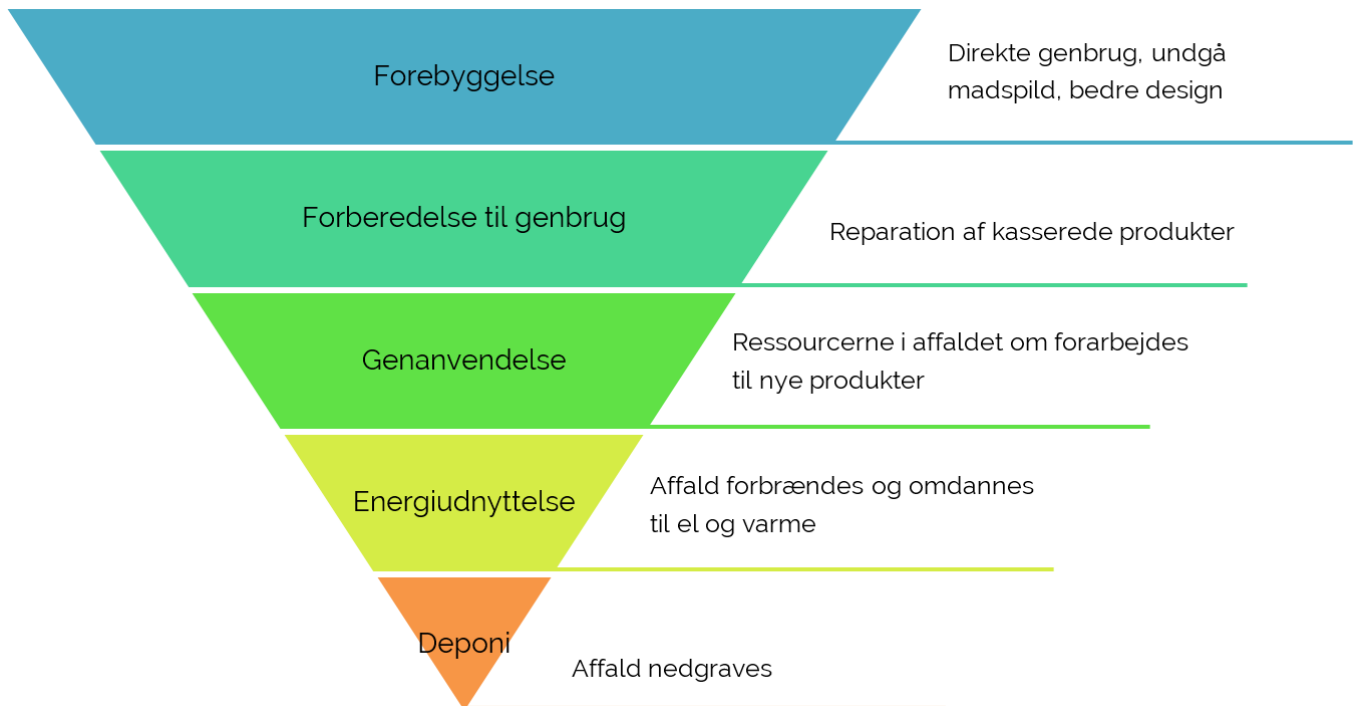 Forebyggelse
Direkte genbrug, undgå
madspild, bedre design
Forberedelse til genbrug
Reparation af kasserede produkter
Genanvendelse
Ressourcerne i affaldet om forarbejdes
til nye produkter
Energiudnyttelse
Affald forbrændes og omdannes
til el og varme
Deponi
Affald nedgraves